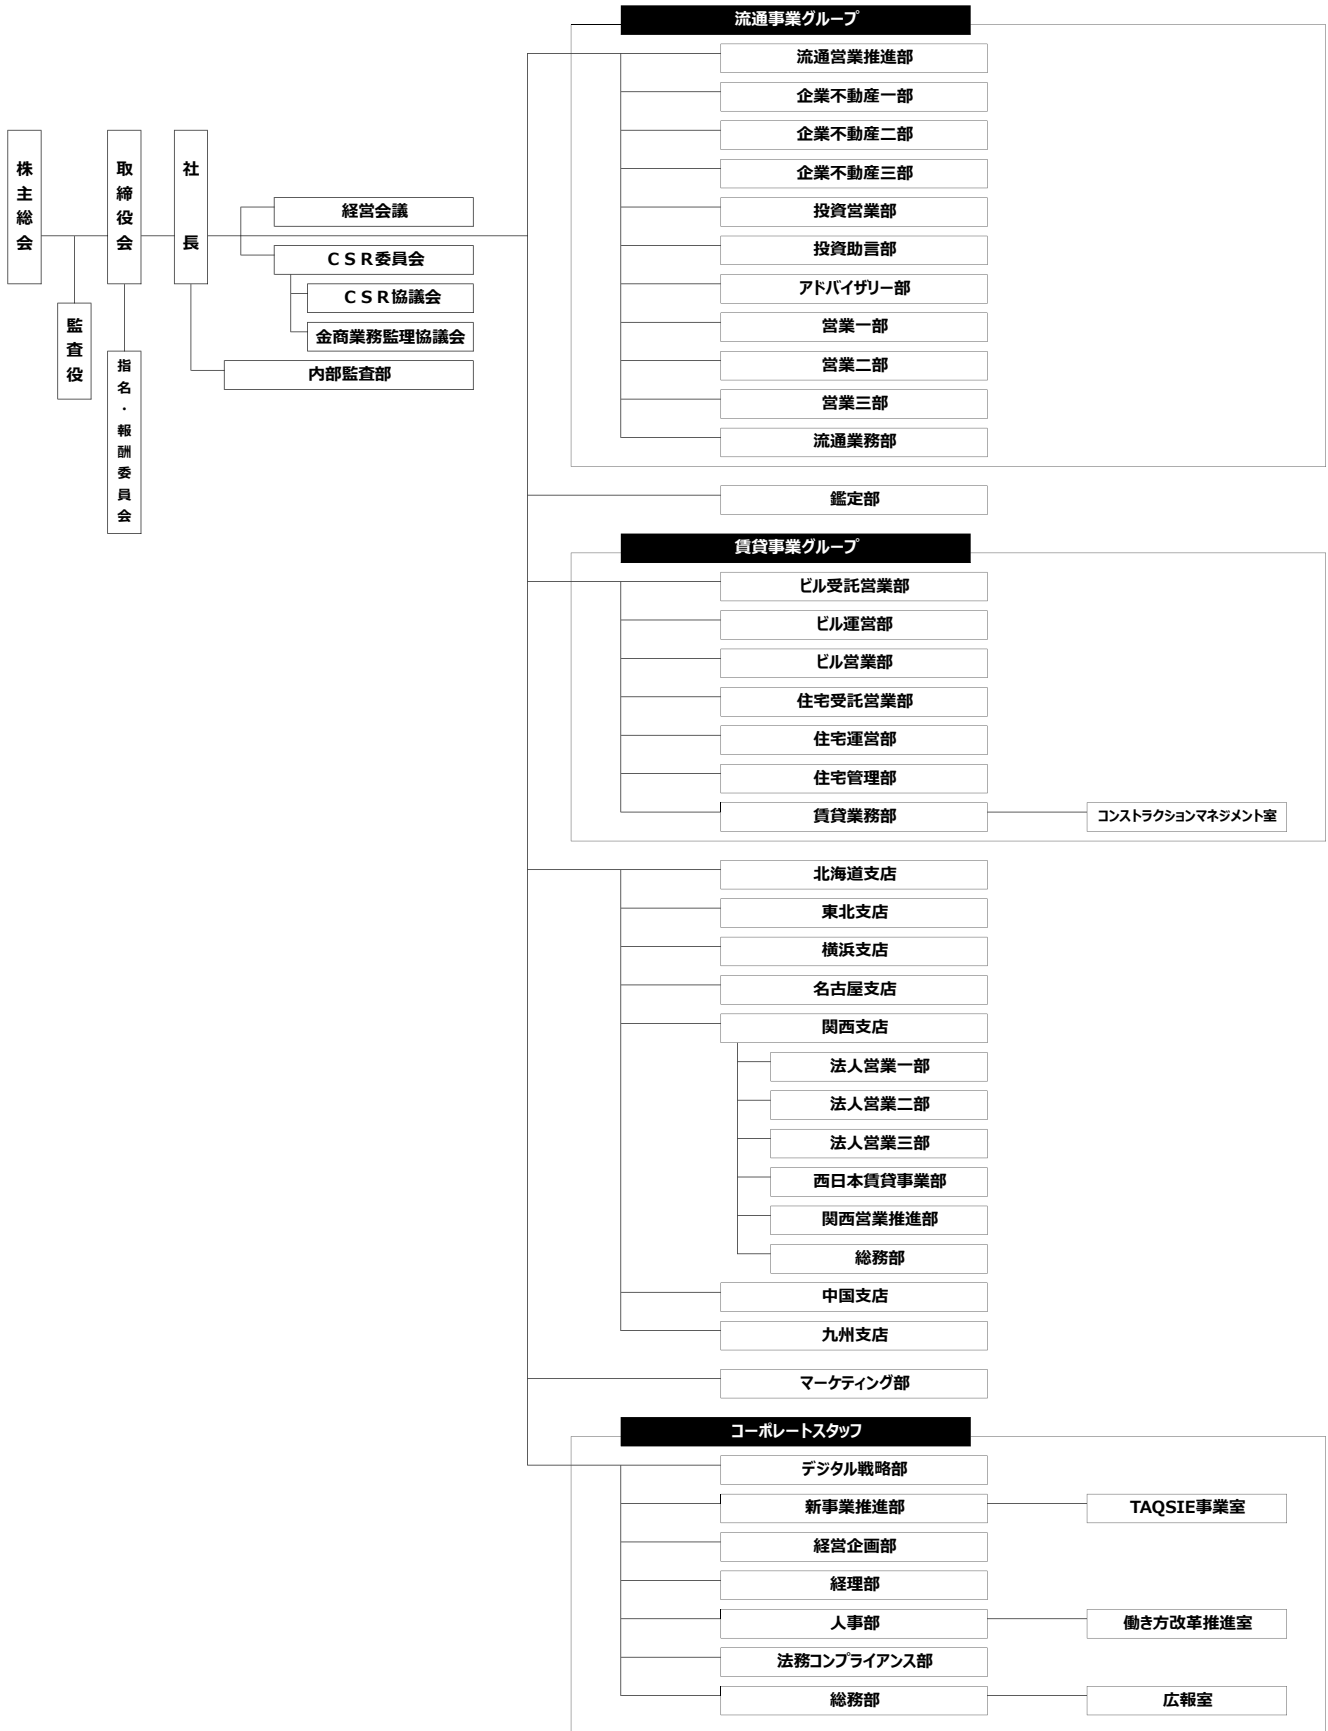 株主総会
監査役
取締役会
指名・報酬委員会
社長
経営会議
ＣＳＲ委員会
ＣＳＲ協議会
金商業務監理協議会
内部監査部
流通事業グループ
流通営業推進部
企業不動産一部
企業不動産二部
企業不動産三部
投資営業部
投資助言部
アドバイザリー部
営業一部
営業二部
営業三部
流通業務部
鑑定部
賃貸事業グループ
ビル受託営業部
ビル運営部
ビル営業部
住宅受託営業部
住宅運営部
住宅管理部
賃貸業務部
コンストラクションマネジメント室
北海道支店
東北支店
横浜支店
名古屋支店
関西支店
法人営業一部
法人営業二部
法人営業三部
西日本賃貸事業部
関西営業推進部
総務部
中国支店
九州支店
マーケティング部
コーポレートスタッフ
デジタル戦略部
新事業推進部
TAQSIE事業室
経営企画部
経理部
人事部
働き方改革推進室
法務コンプライアンス部
総務部
広報室